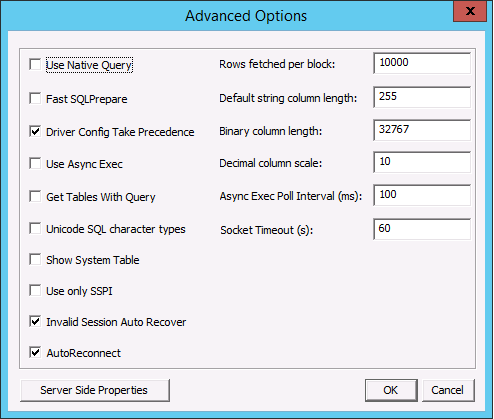 Advanced Options
x
Use Native Query
Rows fetched per block: 10000
Fast SQLPrepare
Default string column length: 255
Driver Config Take Precedence
Binary column length: 32767
Use Async Exec
Decimal column scale: 10
Get Tables With Query
Async Exec Poll Interval (ms): 100
Unicode SQL character types
Socket Timeout (s): 60
Show System Table
Use only SSPI
Invalid Session Auto Recover
AutoReconnect
Server Side Properties
OK
Cancel